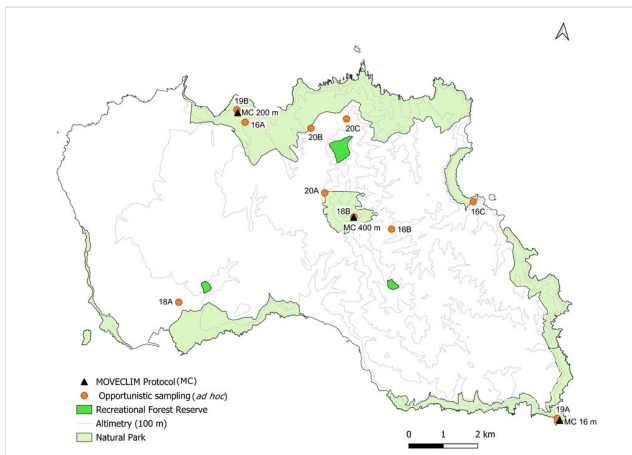 19B
MC 200 m
16A
20B
20C
20A
18B
MC 400 m
16B
16C
18A
19A
MC 16 m
MOVECLIM Protocol (MC)
Opportunistic sampling (ad hoc)
Recreational Forest Reserve
Altimetry (100 m)
Natural Park
0 1 2 km